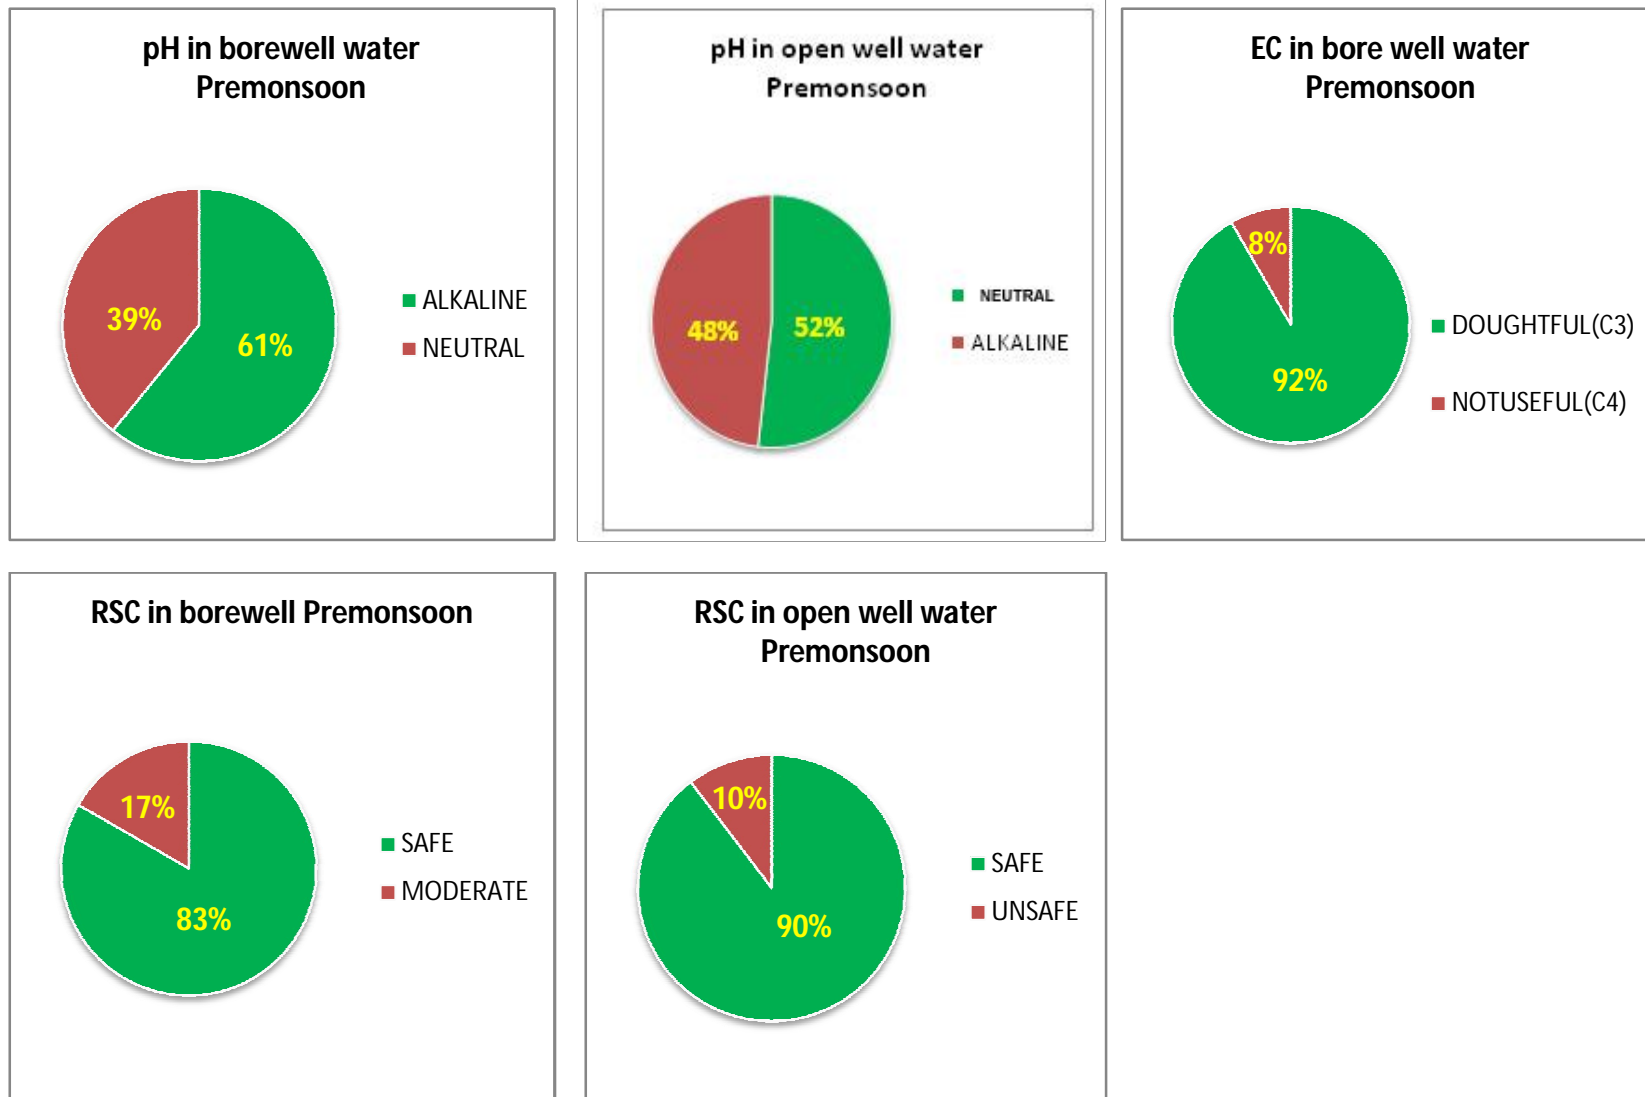 pH in borewell water
Premonsoon
39%
61%
ALKALINE
NEUTRAL
pH in open well water
Premonsoon
48%
52%
NEUTRAL
ALKALINE
EC in bore well water
Premonsoon
8%
92%
DOUGHTFUL(C3)
NOTUSEFUL(C4)
RSC in borewell Premonsoon
17%
83%
SAFE
MODERATE
RSC in open well water
Premonsoon
10%
90%
SAFE
UNSAFE